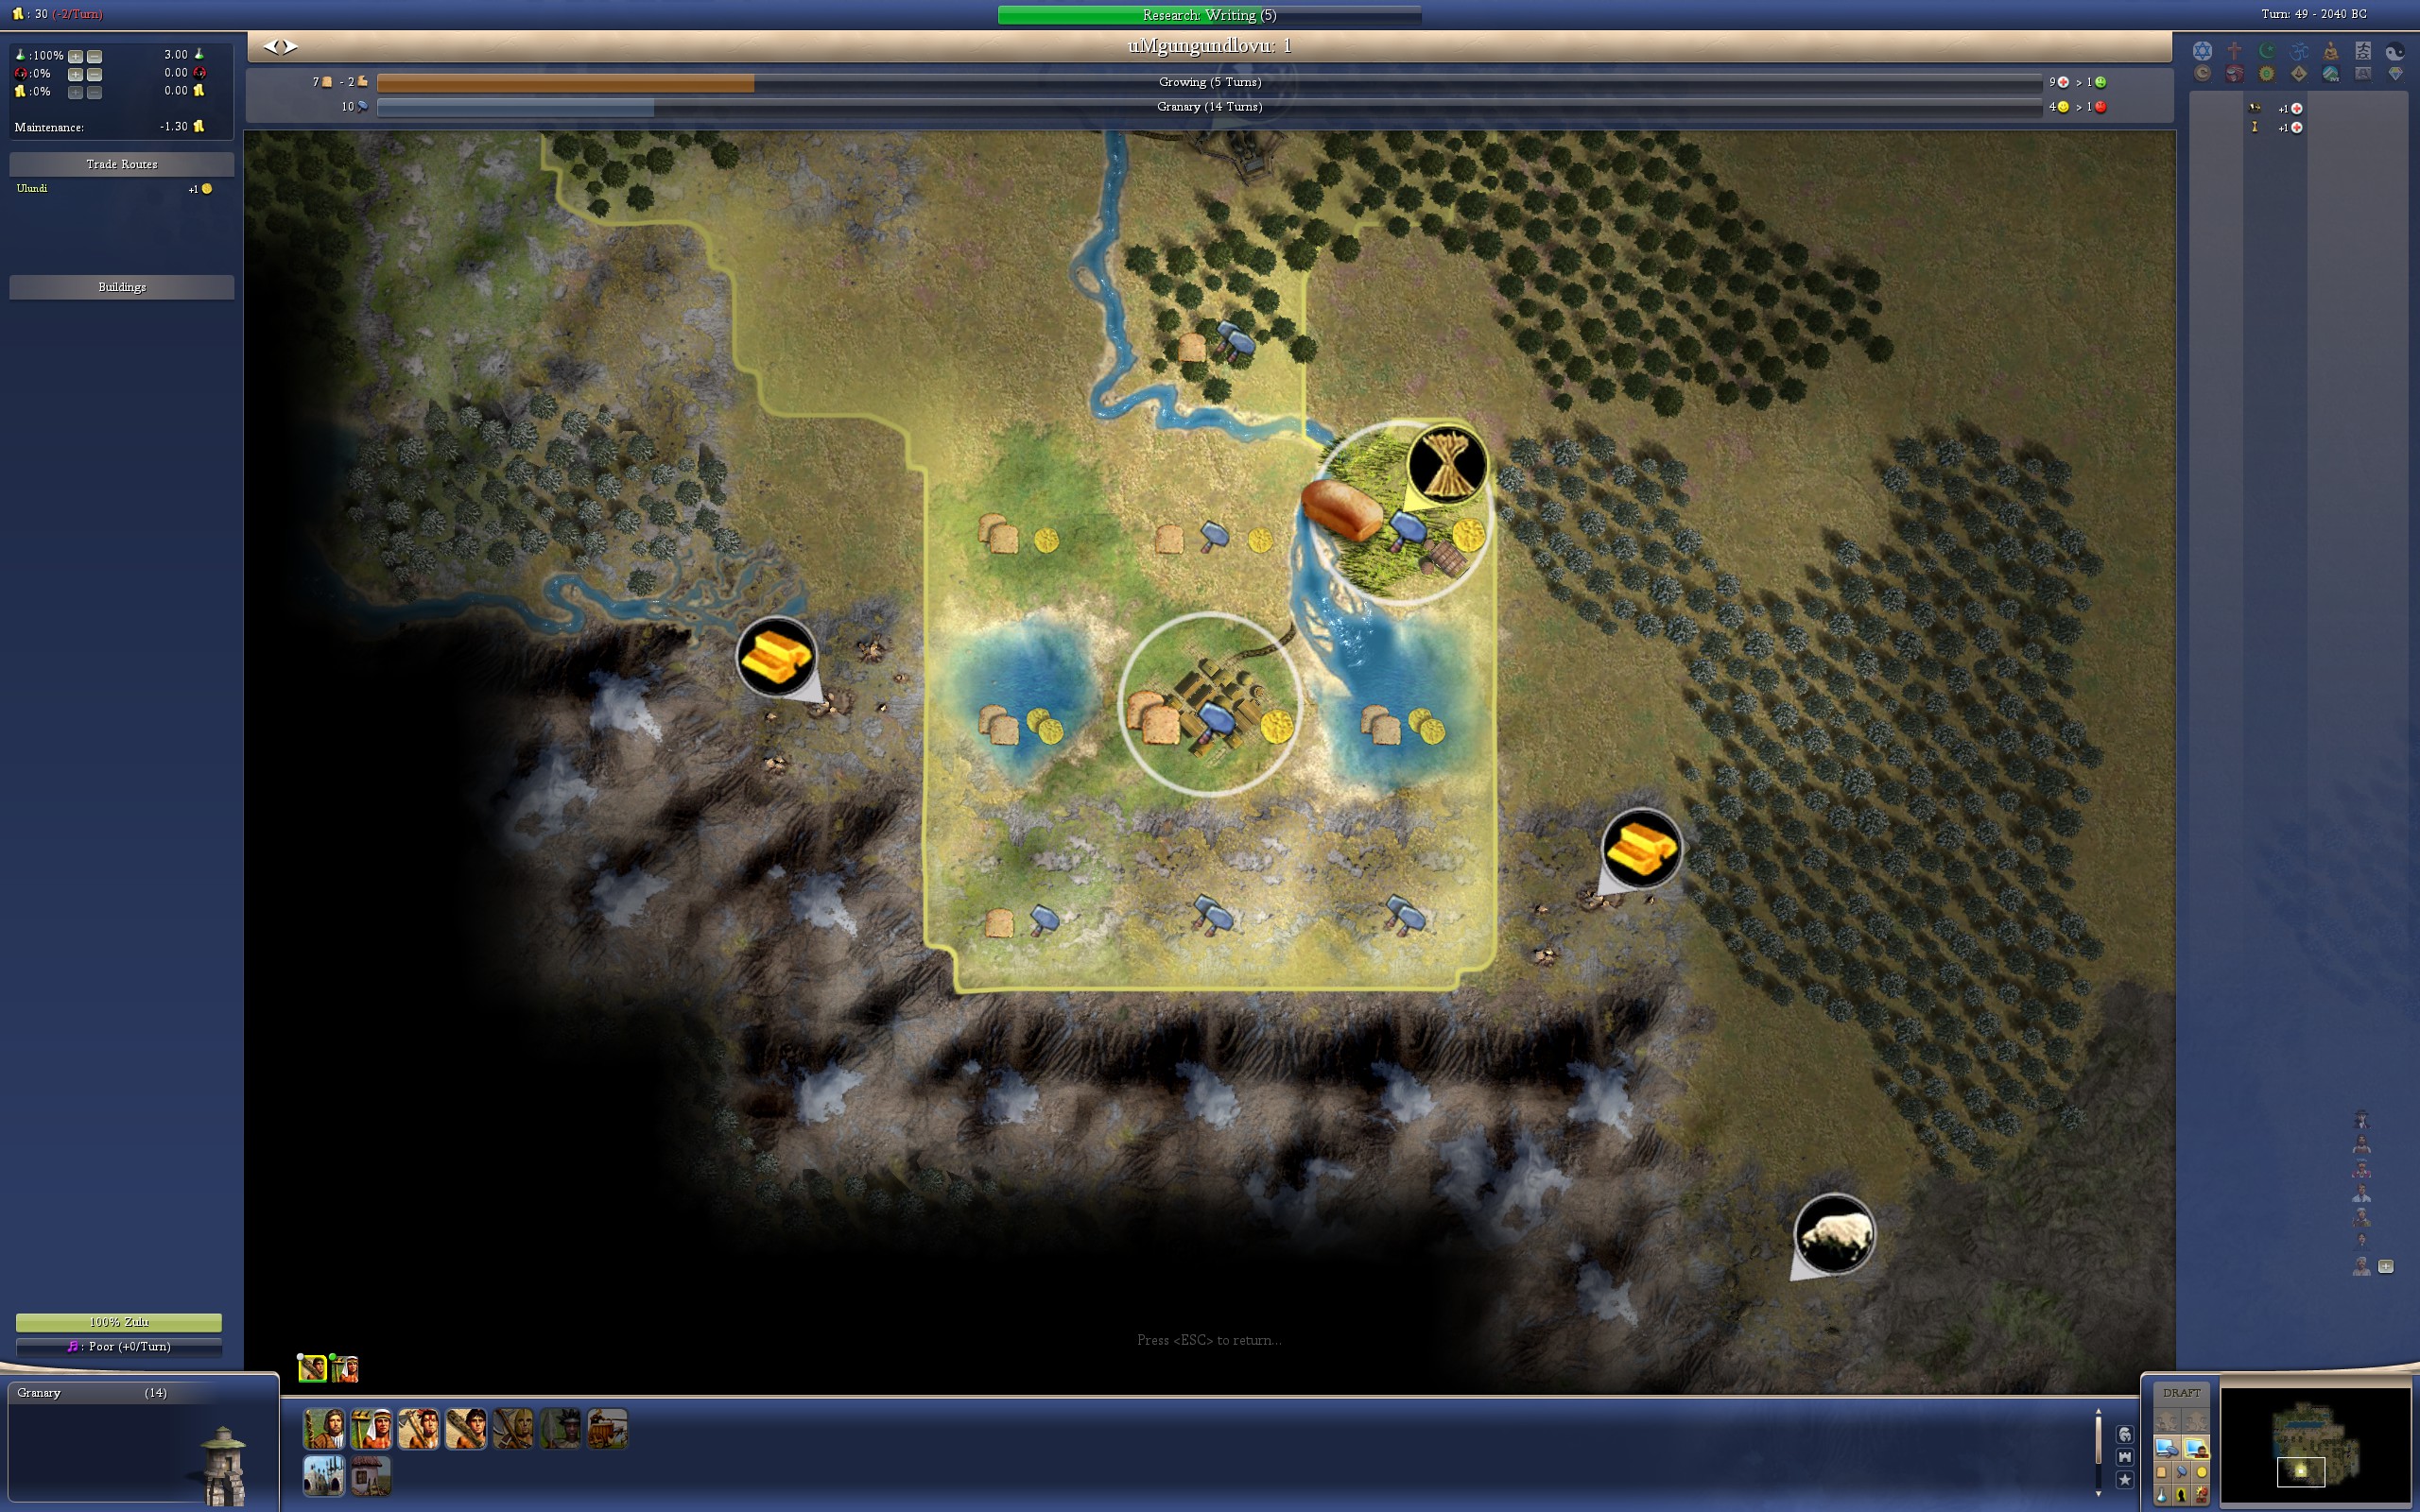 : 30 (-2/Turn)
Research: Writing (5)
Turn: 49 - 2040 BC
:100% 3.00
:0% 0.00
:0% 0.00
Maintenance: -1.30
uMgungundlovu: 1
7 - 2 Growing (5 Turns) 9 > 1
10 Granary (14 Turns) 4 > 1
+1
+1
Trade Routes
Ulundi +1
Buildings
100% Zulu
: Poor (+0/Turn)
Press <ESC> to return...
Granary (14)
DRAFT